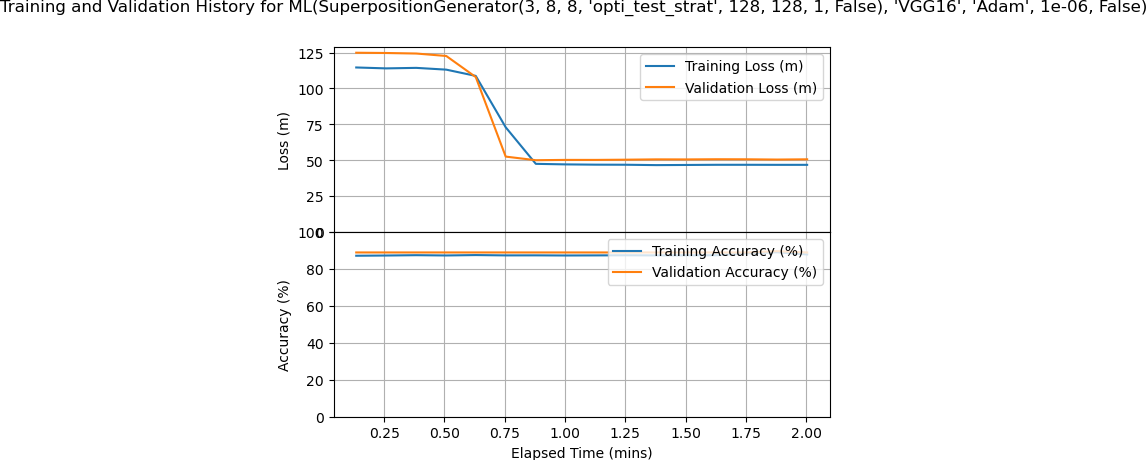 Training and Validation History for ML(SuperpositionGenerator(3, 8, 8, 'opti_test_strat', 128, 128, 1, False), 'VGG16', 'Adam', 1e-06, False)
125
100
75
50
25
0
Loss (m)
Training Loss (m)
Validation Loss (m)
100
80
60
40
20
0
Accuracy (%)
Training Accuracy (%)
Validation Accuracy (%)
0.25 0.50 0.75 1.00 1.25 1.50 1.75 2.00
Elapsed Time (mins)